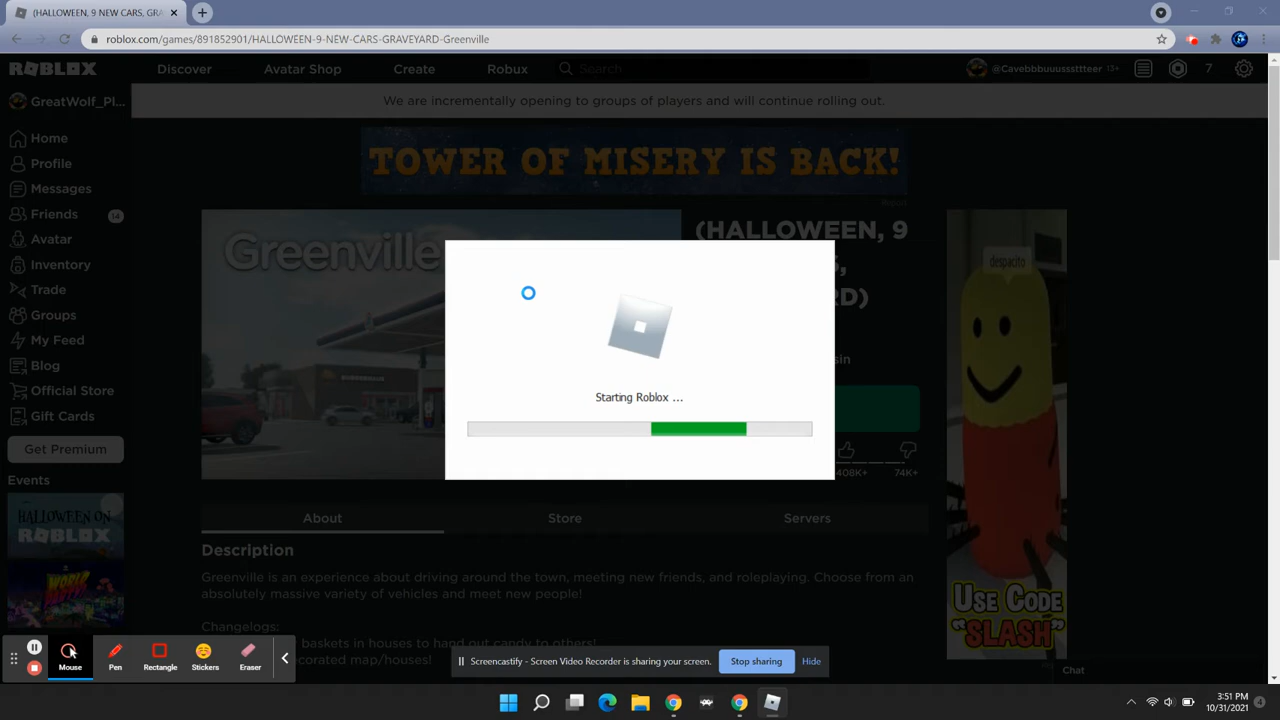 (HALLOWEEN, 9 NEW CARS, GRA
roblox.com/games/891852901/HALLOWEEN-9-NEW-CARS-GRAVEYARD-Greenville
ROBLOX
Discover
Avatar Shop
Create
Robux
Search
@Cavebbbuuusssttteer 13+
7
GreatWolf_Pl...
We are incrementally opening to groups of players and will continue rolling out.
TOWER OF MISERY IS BACK!
Home
Profile
Messages
Friends
14
Avatar
Inventory
Trade
Groups
My Feed
Blog
Official Store
Gift Cards
Get Premium
Events
HALLOWEEN ON
ROBLOX
WORLD PARTY
Greenville
(HALLOWEEN, 9
despacito
Starting Roblox ...
408K+
74K+
About
Store
Servers
Description
Greenville is an experience about driving around the town, meeting new friends, and roleplaying. Choose from an
absolutely massive variety of vehicles and meet new people!
Changelogs:
baskets in houses to hand out candy to others!
corated map/houses!
USE CODE
"SLASH"
Mouse
Pen
Rectangle
Stickers
Eraser
Screencastify - Screen Video Recorder is sharing your screen.
Stop sharing
Hide
Chat
3:51 PM
10/31/2021
4